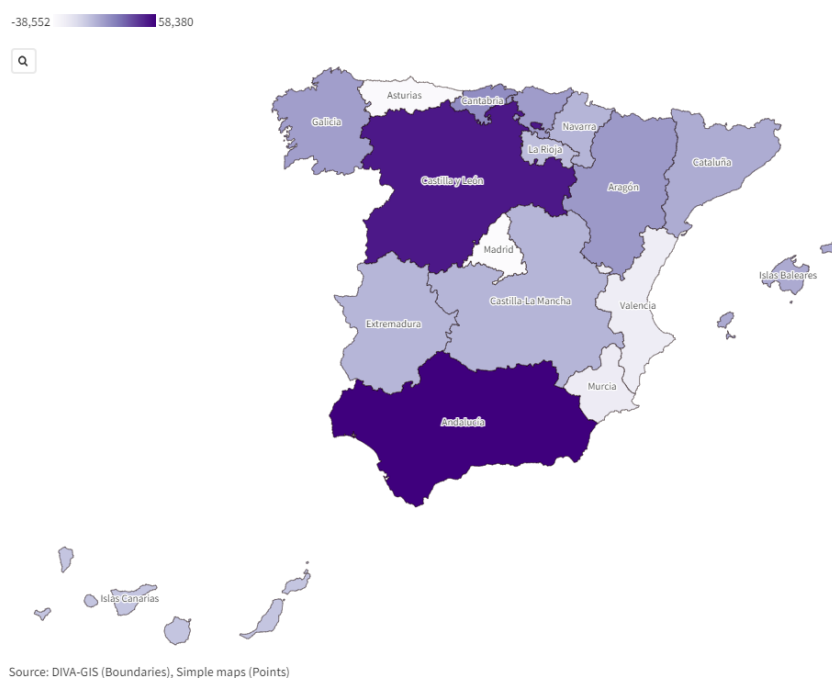 -38,552 58,380
Asturias
Cantabria
Galicia
Navarra
La Rioja
Cataluña
Castilla y León
Aragón
Madrid
Islas Baleares
Castilla-La Mancha
Valencia
Extremadura
Murcia
Andalucía
Islas Canarias
Source: DIVA-GIS (Boundaries), Simple maps (Points)